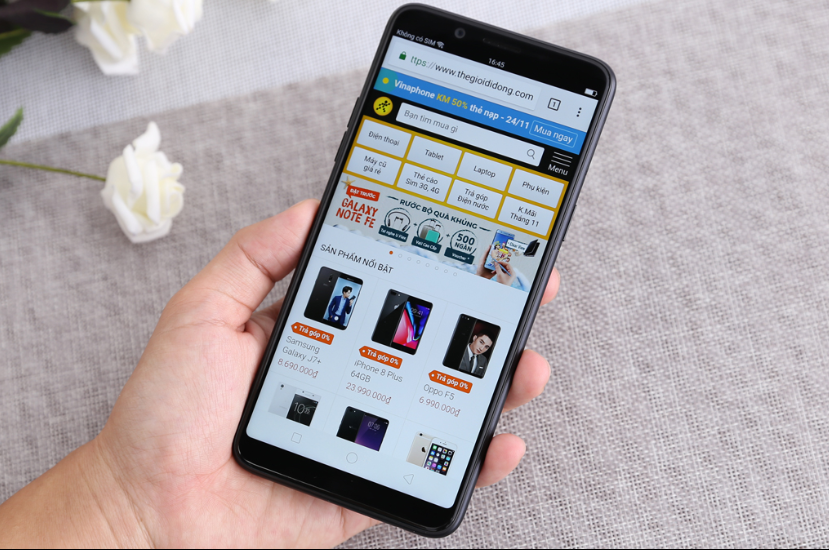 Không có SIM
16:45
ttps://www.thegioididong.com
1
Vinaphone KM 50% thẻ nạp - 24/11
Mua ngay
Bạn tìm mua gì
Menu
Điện thoại
Tablet
Laptop
Phụ kiện
Máy cũ
giá rẻ
Thẻ cào
Sim 3G, 4G
Trả góp
Điện nước
K.Mãi
Tháng 11
ĐẶT TRƯỚC
GALAXY
NOTE FE
RƯỚC BỘ QUÀ KHỦNG
500
NGÀN
Voucher
SẢN PHẨM NỔI BẬT
Trả góp 0%
Samsung
Galaxy J7+
8.690.000₫
Trả góp 0%
iPhone 8 Plus
64GB
23.990.000₫
Trả góp 0%
Oppo F5
6.990.000₫